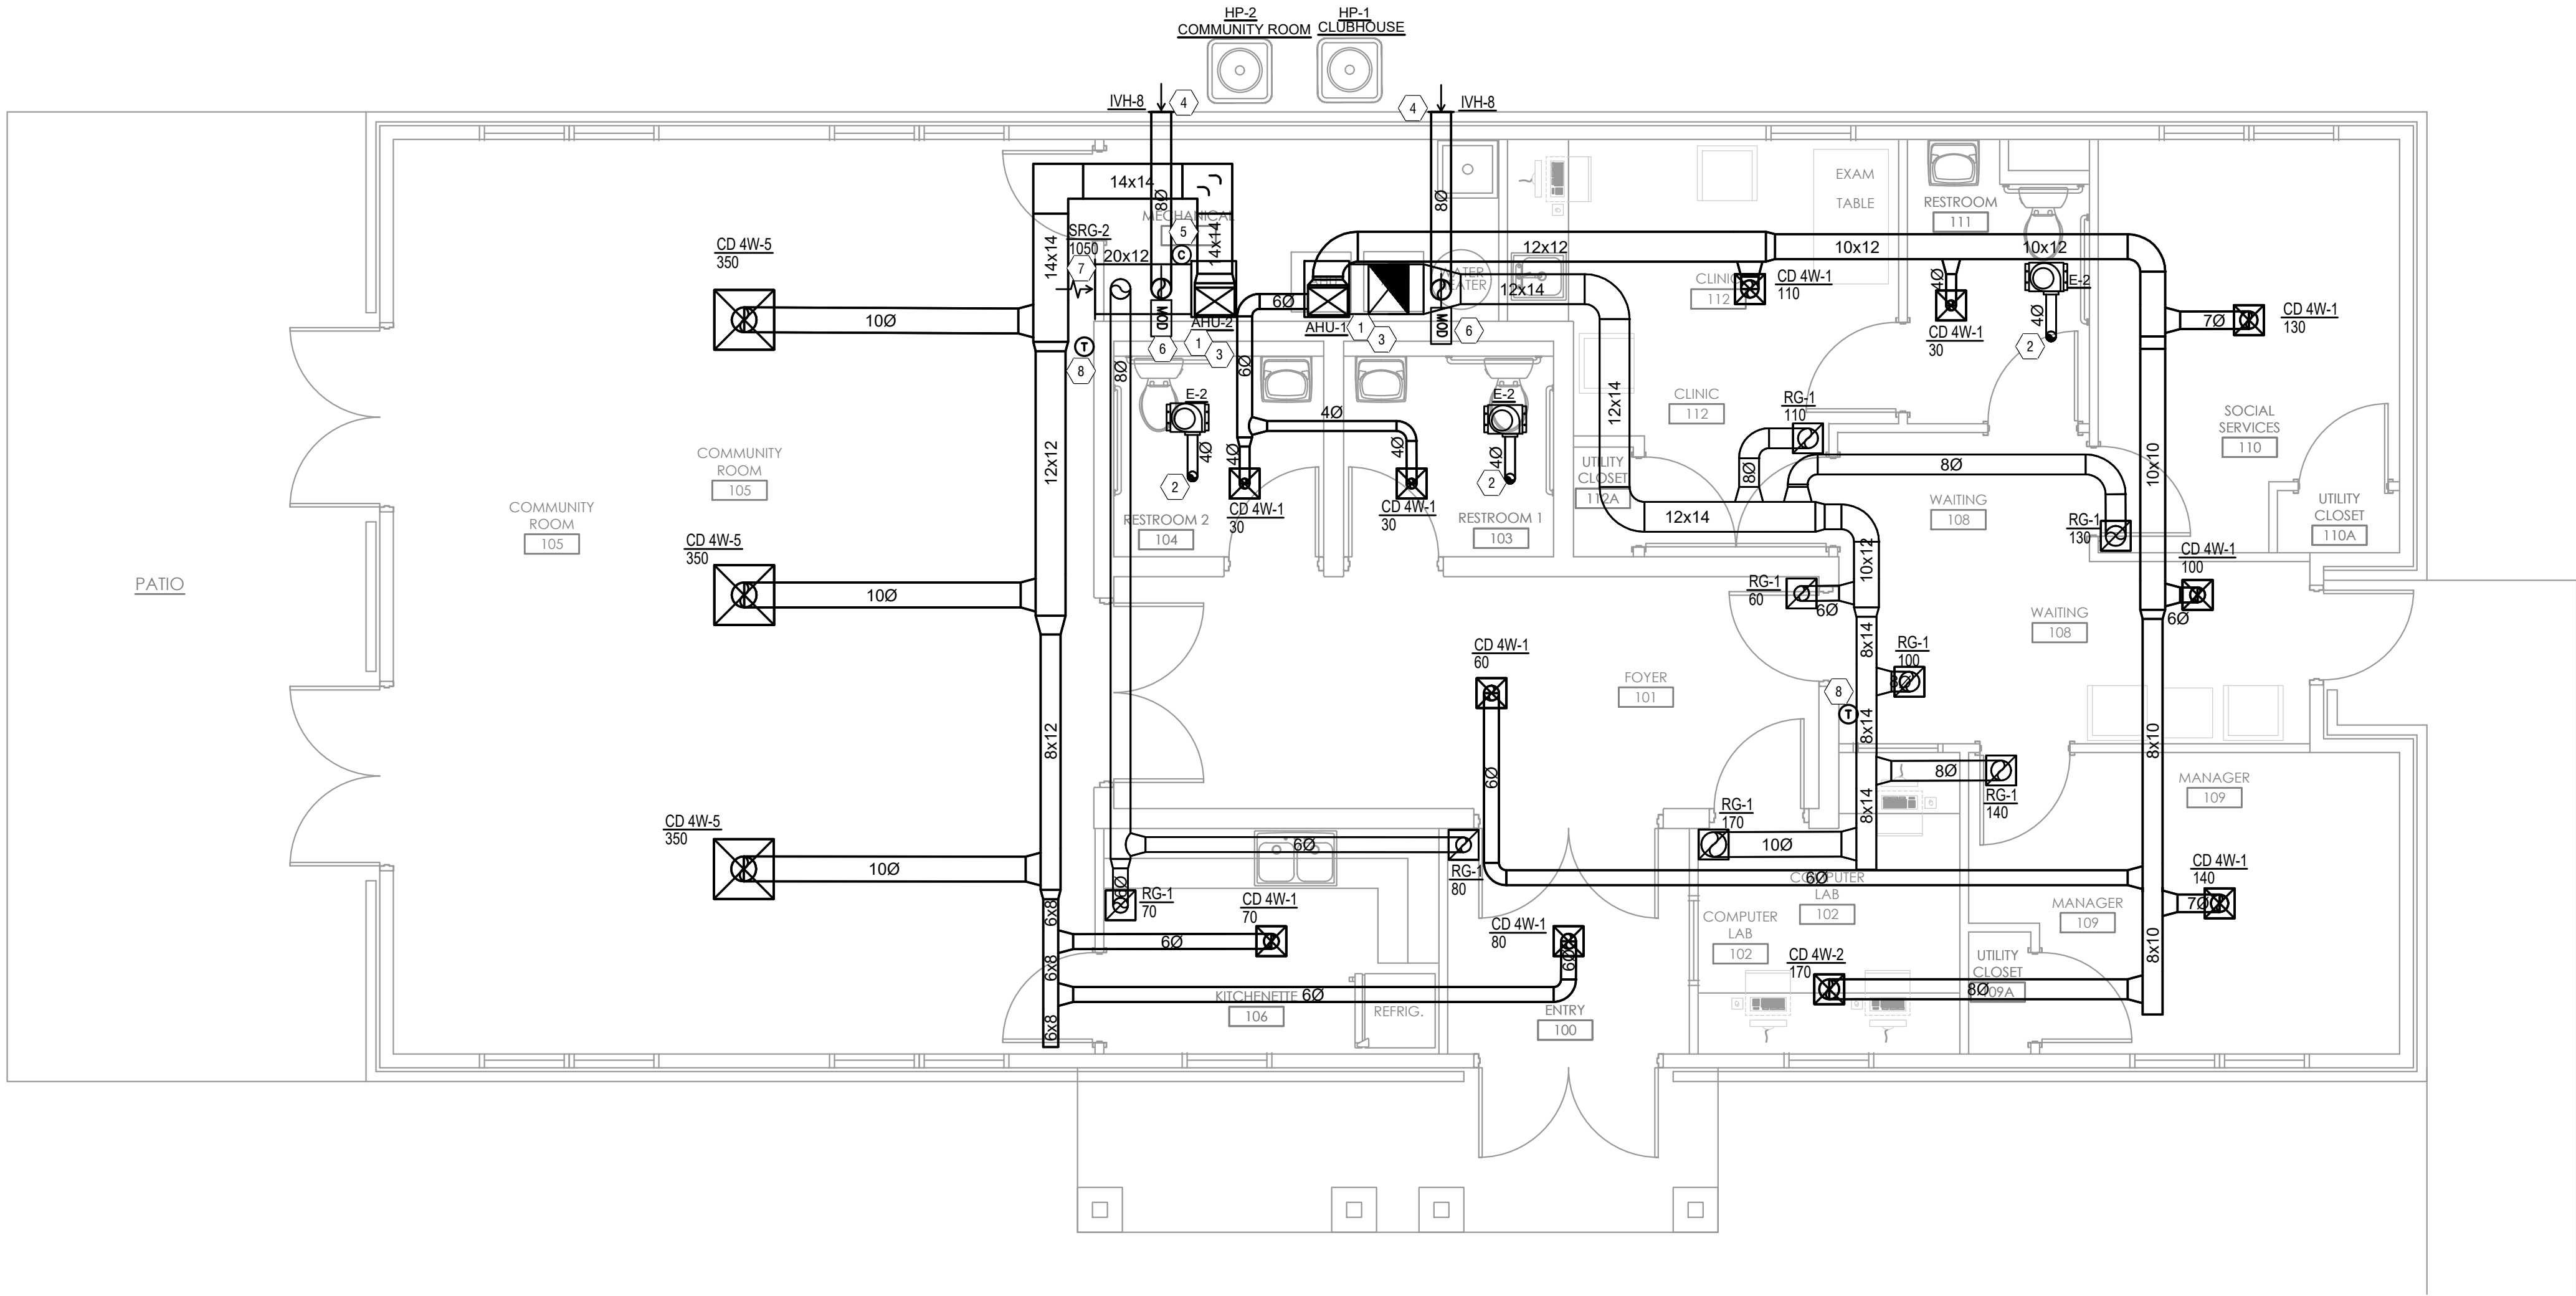 HP-2
COMMUNITY ROOM
HP-1
CLUBHOUSE
IVH-8
4
4
IVH-8
14x14
8Ø
8Ø
EXAM
TABLE
RESTROOM
111
MECHANICAL
5
SRG-2
1050
20x12
C
14x14
14x14
7
CD 4W-5
350
12x12
10x12
10x12
WATER
HEATER
12x14
CLINIC
112
CD 4W-1
110
4Ø
E-2
4Ø
2
CD 4W-1
30
7Ø
CD 4W-1
130
6Ø
MOD
MOD
AHU-2
AHU-1
1
3
6
1
3
6
10Ø
T
8
8Ø
6Ø
E-2
4Ø
2
4Ø
4Ø
4Ø
E-2
4Ø
2
12x14
CLINIC
112
RG-1
110
8Ø
8Ø
SOCIAL
SERVICES
110
10x10
COMMUNITY
ROOM
105
12x12
CD 4W-1
30
CD 4W-1
30
RESTROOM 2
104
RESTROOM 1
103
UTILITY
CLOSET
112A
12x14
WAITING
108
RG-1
130
UTILITY
CLOSET
110A
COMMUNITY
ROOM
105
CD 4W-5
350
10Ø
PATIO
10x12
RG-1
60
6Ø
CD 4W-1
100
6Ø
WAITING
108
8x14
CD 4W-1
60
RG-1
100
8Ø
FOYER
101
8
T
8x14
8x12
8x10
6Ø
8Ø
RG-1
140
MANAGER
109
8x14
RG-1
170
10Ø
CD 4W-5
350
10Ø
6Ø
RG-1
80
6Ø
COMPUTER
LAB
102
CD 4W-1
140
7Ø
RG-1
70
CD 4W-1
70
6x8
6Ø
6x8
CD 4W-1
80
6Ø
COMPUTER
LAB
102
MANAGER
109
8x10
CD 4W-2
170
UTILITY
CLOSET
109A
8Ø
KITCHENETTE
106
6Ø
REFRIG.
ENTRY
100
6x8